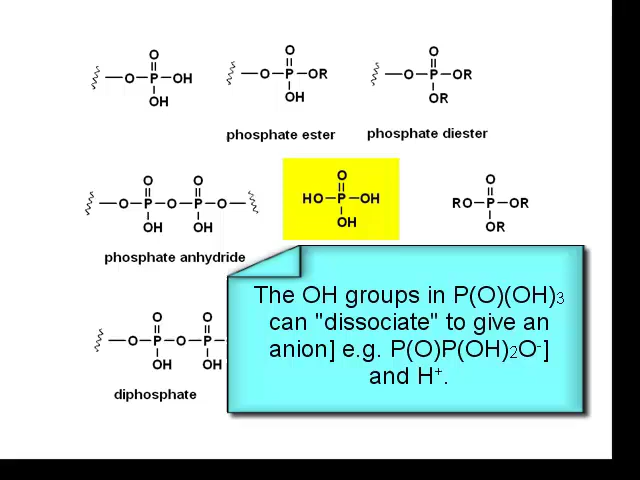 O
O
O
O P OH
O P OR
O P OR
OH
OH
OR
phosphate ester
phosphate diester
O O
O
O
O P O P O
HO P OH
RO P OR
OH OH
OH
OR
phosphate anhydride
The OH groups in P(O)(OH)₃
can "dissociate" to give an
anion] e.g. P(O)P(OH)₂O⁻]
and H⁺.
O O
O P O P
OH OH
diphosphate